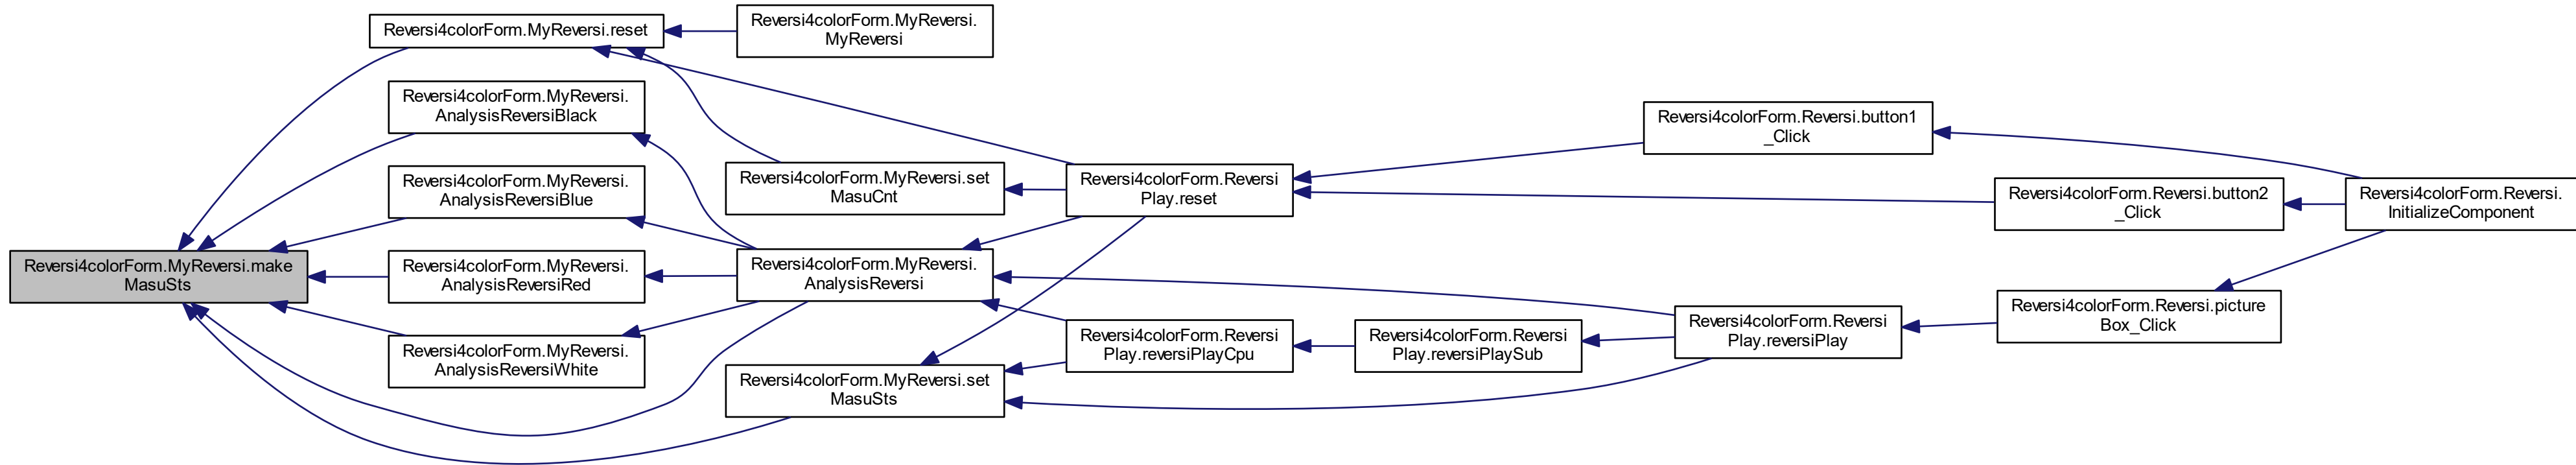 Reversi4colorForm.MyReversi.reset
Reversi4colorForm.MyReversi.
MyReversi
Reversi4colorForm.MyReversi.
AnalysisReversiBlack
Reversi4colorForm.MyReversi.
AnalysisReversiBlue
Reversi4colorForm.MyReversi.make
MasuSts
Reversi4colorForm.MyReversi.
AnalysisReversiRed
Reversi4colorForm.MyReversi.
AnalysisReversiWhite
Reversi4colorForm.MyReversi.set
MasuCnt
Reversi4colorForm.MyReversi.
AnalysisReversi
Reversi4colorForm.MyReversi.set
MasuSts
Reversi4colorForm.Reversi
Play.reset
Reversi4colorForm.Reversi
Play.reversiPlayCpu
Reversi4colorForm.Reversi
Play.reversiPlaySub
Reversi4colorForm.Reversi.button1
_Click
Reversi4colorForm.Reversi
Play.reversiPlay
Reversi4colorForm.Reversi.button2
_Click
Reversi4colorForm.Reversi.picture
Box_Click
Reversi4colorForm.Reversi.
InitializeComponent